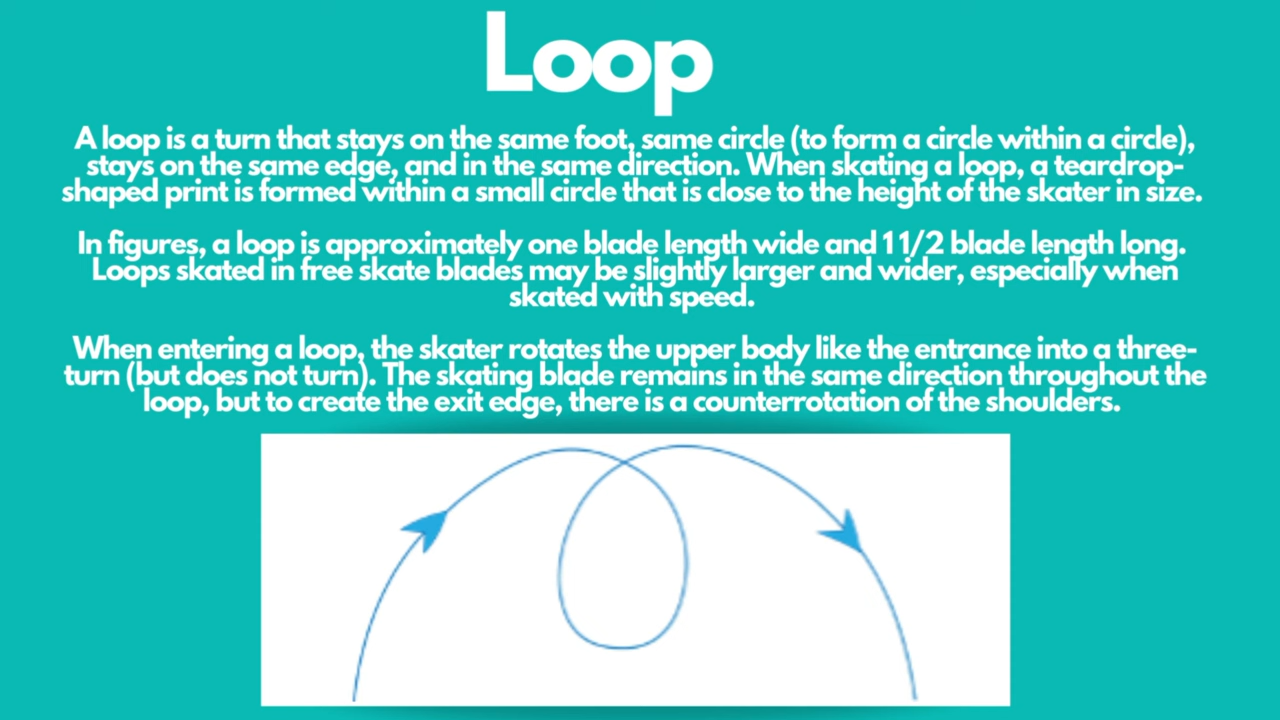 Loop
A loop is a turn that stays on the same foot, same circle (to form a circle within a circle),
stays on the same edge, and in the same direction. When skating a loop, a teardrop-
shaped print is formed within a small circle that is close to the height of the skater in size.
In figures, a loop is approximately one blade length wide and 1 1/2 blade length long.
Loops skated in free skate blades may be slightly larger and wider, especially when
skated with speed.
When entering a loop, the skater rotates the upper body like the entrance into a three-
turn (but does not turn). The skating blade remains in the same direction throughout the
loop, but to create the exit edge, there is a counterrotation of the shoulders.